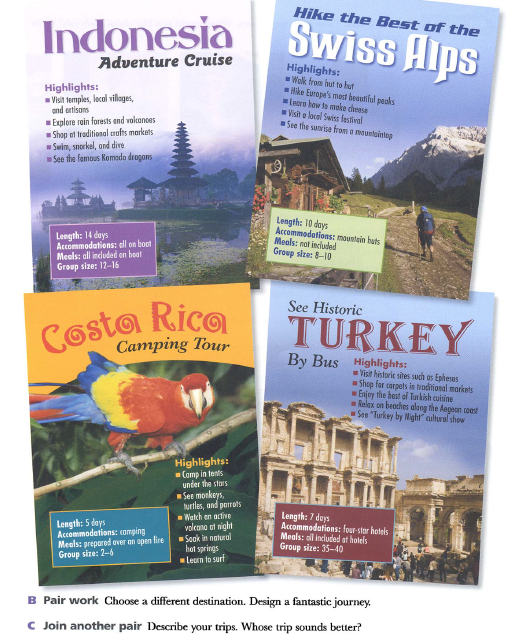 Indonesia
Adventure Cruise
Highlights:
■ Visit temples, local villages,
and artisans
■ Explore rain forests and volcanoes
■ Shop at traditional crafts markets
■ Swim, snorkel, and dive
■ See the famous Komodo dragons
Length: 14 days
Accommodations: all on boat
Meals: all included on boat
Group size: 12–16
Hike the Best of the
Swiss Alps
Highlights:
■ Walk from hut to hut
■ Hike Europe's most beautiful peaks
■ Learn how to make cheese
■ Visit a local Swiss festival
■ See the sunrise from a mountaintop
Length: 10 days
Accommodations: mountain huts
Meals: not included
Group size: 8–10
Costa Rica
Camping Tour
Highlights:
■ Camp in tents
under the stars
■ See monkeys,
turtles, and parrots
■ Watch an active
volcano at night
■ Soak in natural
hot springs
■ Learn to surf
Length: 5 days
Accommodations: camping
Meals: prepared over an open fire
Group size: 2–6
See Historic
TURKEY
By Bus
Highlights:
■ Visit historic sites such as Ephesus
■ Shop for carpets in traditional markets
■ Enjoy the best of Turkish cuisine
■ Relax on beaches along the Aegean coast
■ See "Turkey by Night" cultural show
Length: 7 days
Accommodations: four-star hotels
Meals: all included at hotels
Group size: 35–40
B Pair work Choose a different destination. Design a fantastic journey.
C Join another pair Describe your trips. Whose trip sounds better?